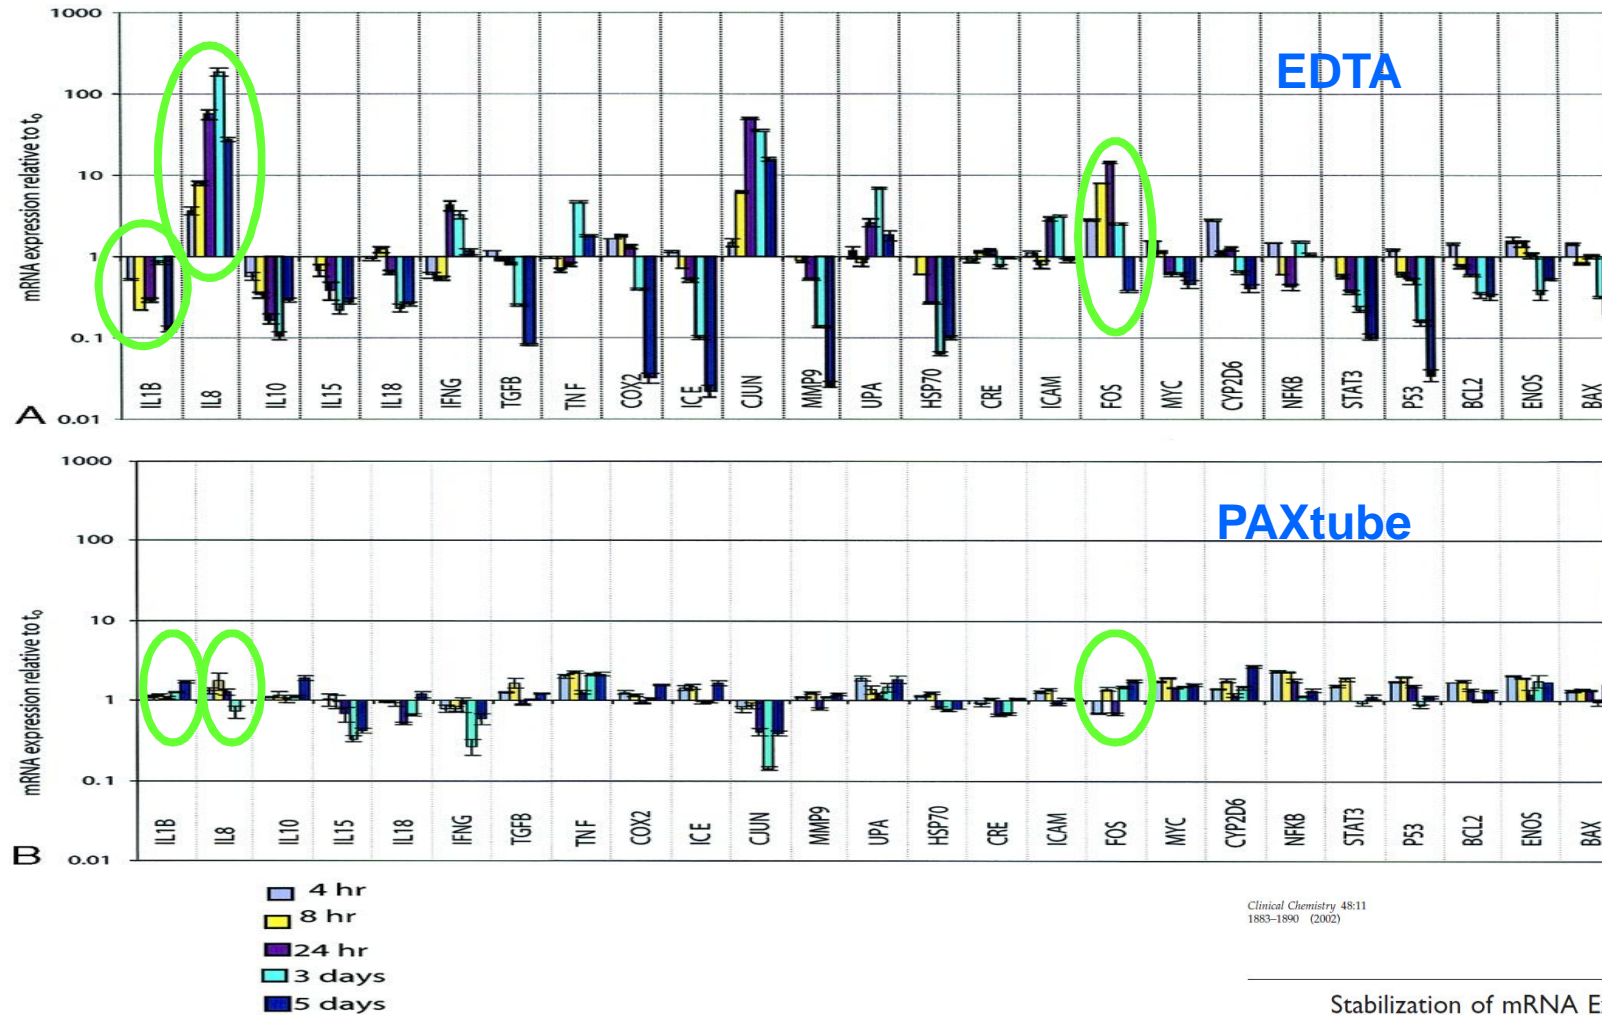 1000
EDTA
100
mRNA expression relative to t₀
10
1
0.1
IL1B IL8 IL10 IL15 IL18 IFNG TGFB TNF COX2 ICE CJUN MMP9 UPA HSP70 CRE ICAM FOS MYC CYP2D6 NFKB STAT3 P53 BCL2 ENOS BAX
A 0.01
1000
PAXtube
100
10
mRNA expression relative to t₀
1
0.1
IL1B IL8 IL10 IL15 IL18 IFNG TGFB TNF COX2 ICE CJUN MMP9 UPA HSP70 CRE ICAM FOS MYC CYP2D6 NFKB STAT3 P53 BCL2 ENOS BAX
B 0.01
4 hr
8 hr
24 hr
3 days
5 days
Clinical Chemistry 48:11
1883–1890 (2002)
Stabilization of mRNA E